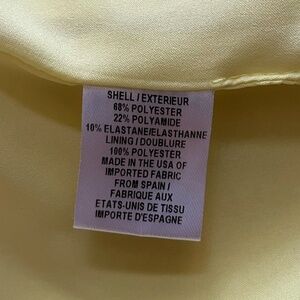 SHELL / EXTERIEUR
68% POLYESTER
22% POLYAMIDE
10% ELASTANE/ELASTHANNE
LINING / DOUBLURE
100% POLYESTER
MADE IN THE USA OF
IMPORTED FABRIC
FROM SPAIN /
FABRIQUE AUX
ETATS-UNIS DE TISSU
IMPORTE D'ESPAGNE